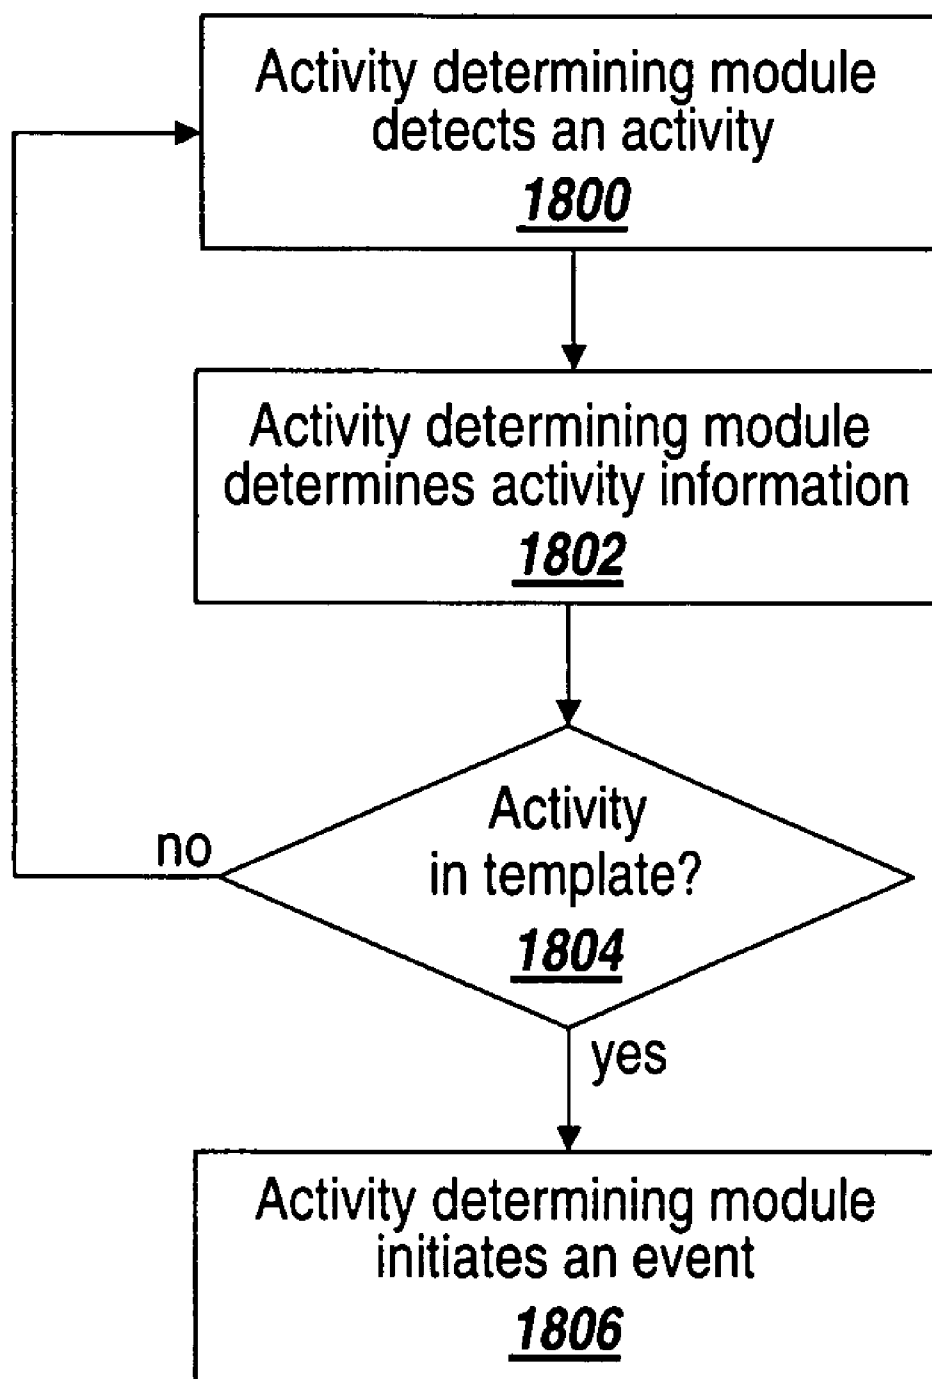 Activity determining module
detects an activity
1800
Activity determining module
determines activity information
1802
Activity
in template?
1804
no
yes
Activity determining module
initiates an event
1806